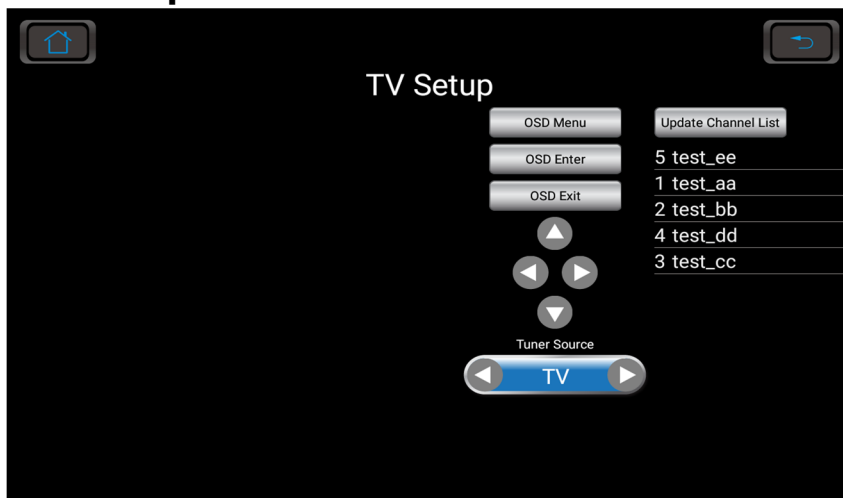 TV Setup
OSD Menu
Update Channel List
OSD Enter
OSD Exit
5 test_ee
1 test_aa
2 test_bb
4 test_dd
3 test_cc
Tuner Source
TV